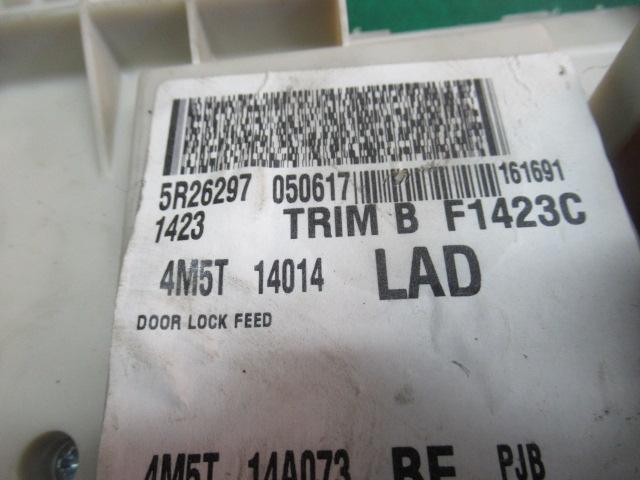 5R26297 050617 161691
1423 TRIM B F1423C
4M5T 14014 LAD
DOOR LOCK FEED
4M5T 14A073 BE PJB